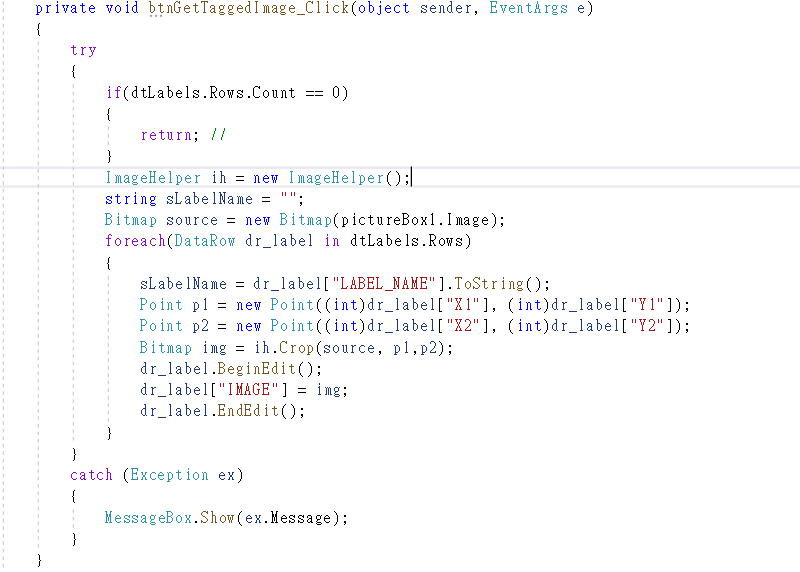 private void btnGetTaggedImage_Click(object sender, EventArgs e)
{
try
{
if(dtLabels.Rows.Count == 0)
{
return; //
}
ImageHelper ih = new ImageHelper();
string sLabelName = "";
Bitmap source = new Bitmap(pictureBox1.Image);
foreach(DataRow dr_label in dtLabels.Rows)
{
sLabelName = dr_label["LABEL_NAME"].ToString();
Point p1 = new Point((int)dr_label["X1"], (int)dr_label["Y1"]);
Point p2 = new Point((int)dr_label["X2"], (int)dr_label["Y2"]);
Bitmap img = ih.Crop(source, p1,p2);
dr_label.BeginEdit();
dr_label["IMAGE"] = img;
dr_label.EndEdit();
}
}
catch (Exception ex)
{
MessageBox.Show(ex.Message);
}
}